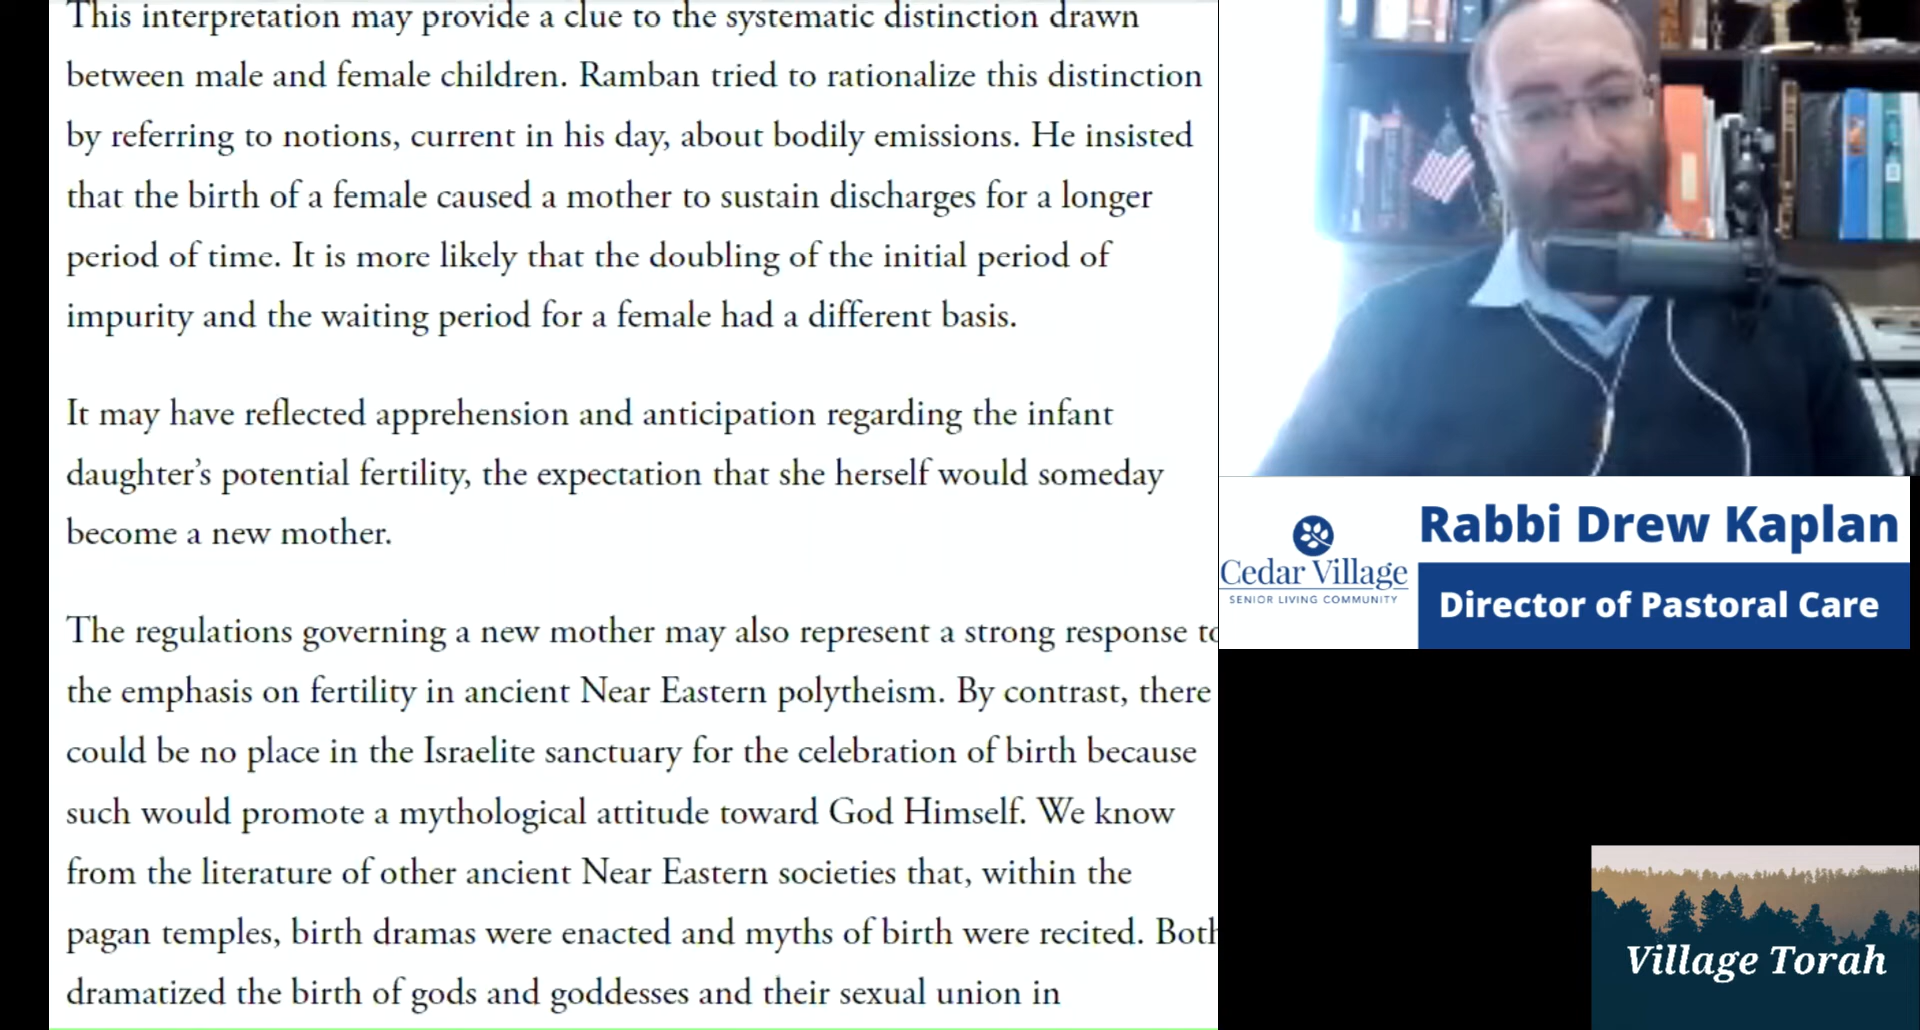 This interpretation may provide a clue to the systematic distinction drawn
between male and female children. Ramban tried to rationalize this distinction
by referring to notions, current in his day, about bodily emissions. He insisted
that the birth of a female caused a mother to sustain discharges for a longer
period of time. It is more likely that the doubling of the initial period of
impurity and the waiting period for a female had a different basis.
It may have reflected apprehension and anticipation regarding the infant
daughter’s potential fertility, the expectation that she herself would someday
become a new mother.
The regulations governing a new mother may also represent a strong response to
the emphasis on fertility in ancient Near Eastern polytheism. By contrast, there
could be no place in the Israelite sanctuary for the celebration of birth because
such would promote a mythological attitude toward God Himself. We know
from the literature of other ancient Near Eastern societies that, within the
pagan temples, birth dramas were enacted and myths of birth were recited. Both
dramatized the birth of gods and goddesses and their sexual union in
Rabbi Drew Kaplan
Director of Pastoral Care
Cedar Village
SENIOR LIVING COMMUNITY
Village Torah